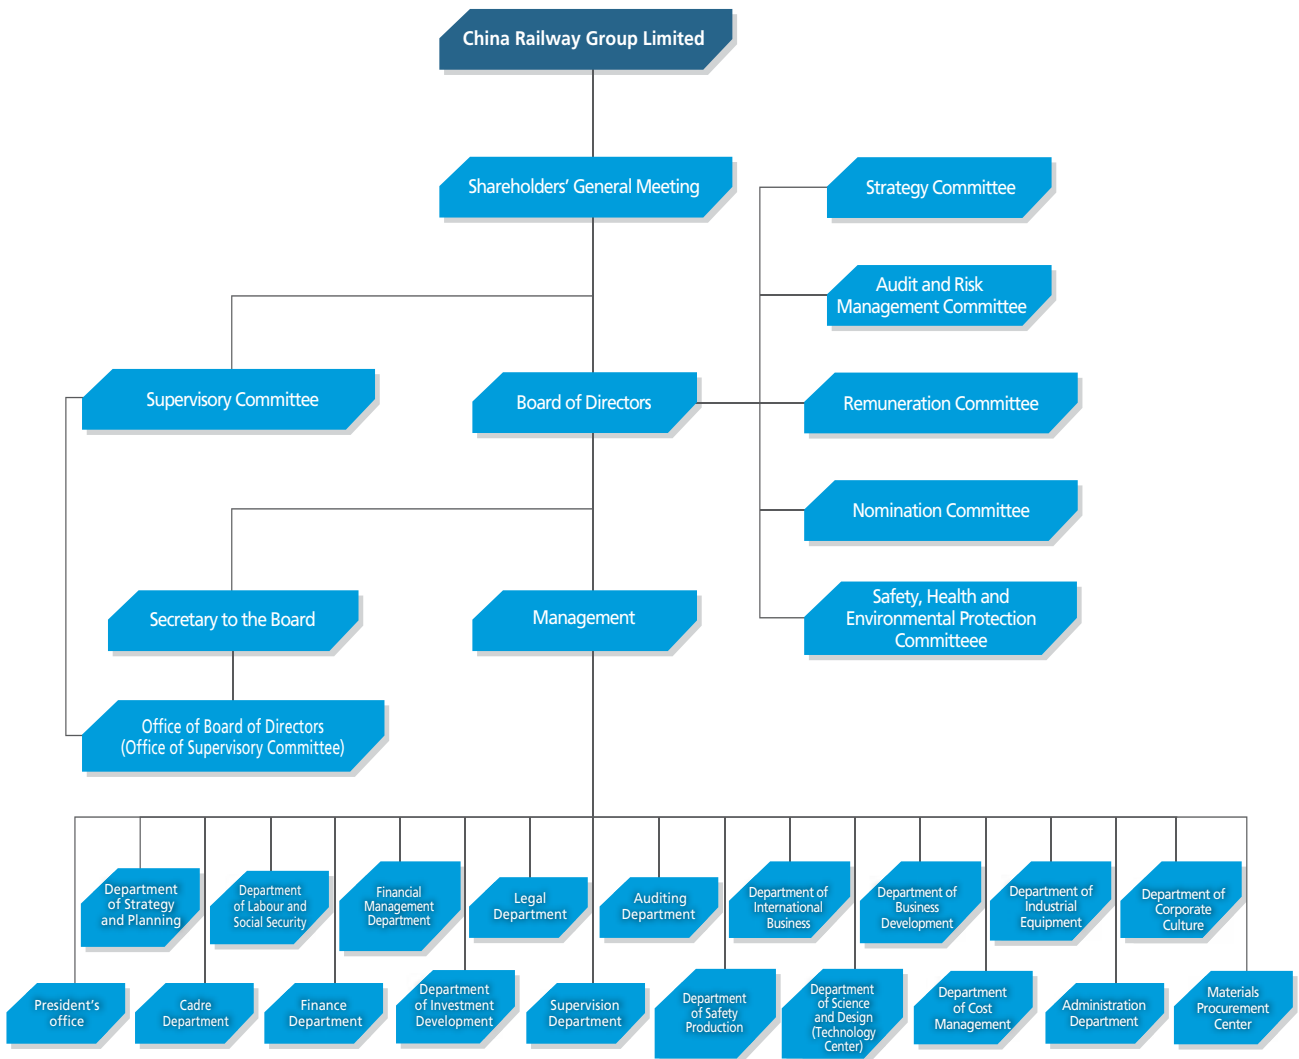 China Railway Group Limited
Shareholders’ General Meeting
Strategy Committee
Audit and Risk
Management Committee
Supervisory Committee
Board of Directors
Remuneration Committee
Nomination Committee
Secretary to the Board
Management
Safety, Health and
Environmental Protection
Committeee
Office of Board of Directors
(Office of Supervisory Committee)
Department
of Strategy
and Planning
Department
of Labour and
Social Security
Financial
Management
Department
Legal
Department
Auditing
Department
Department of
International
Business
Department of
Business
Development
Department of
Industrial
Equipment
Department of
Corporate
Culture
President’s
office
Cadre
Department
Finance
Department
Department
of Investment
Development
Supervision
Department
Department
of Safety
Production
Department
of Science
and Design
(Technology
Center)
Department
of Cost
Management
Administration
Department
Materials
Procurement
Center